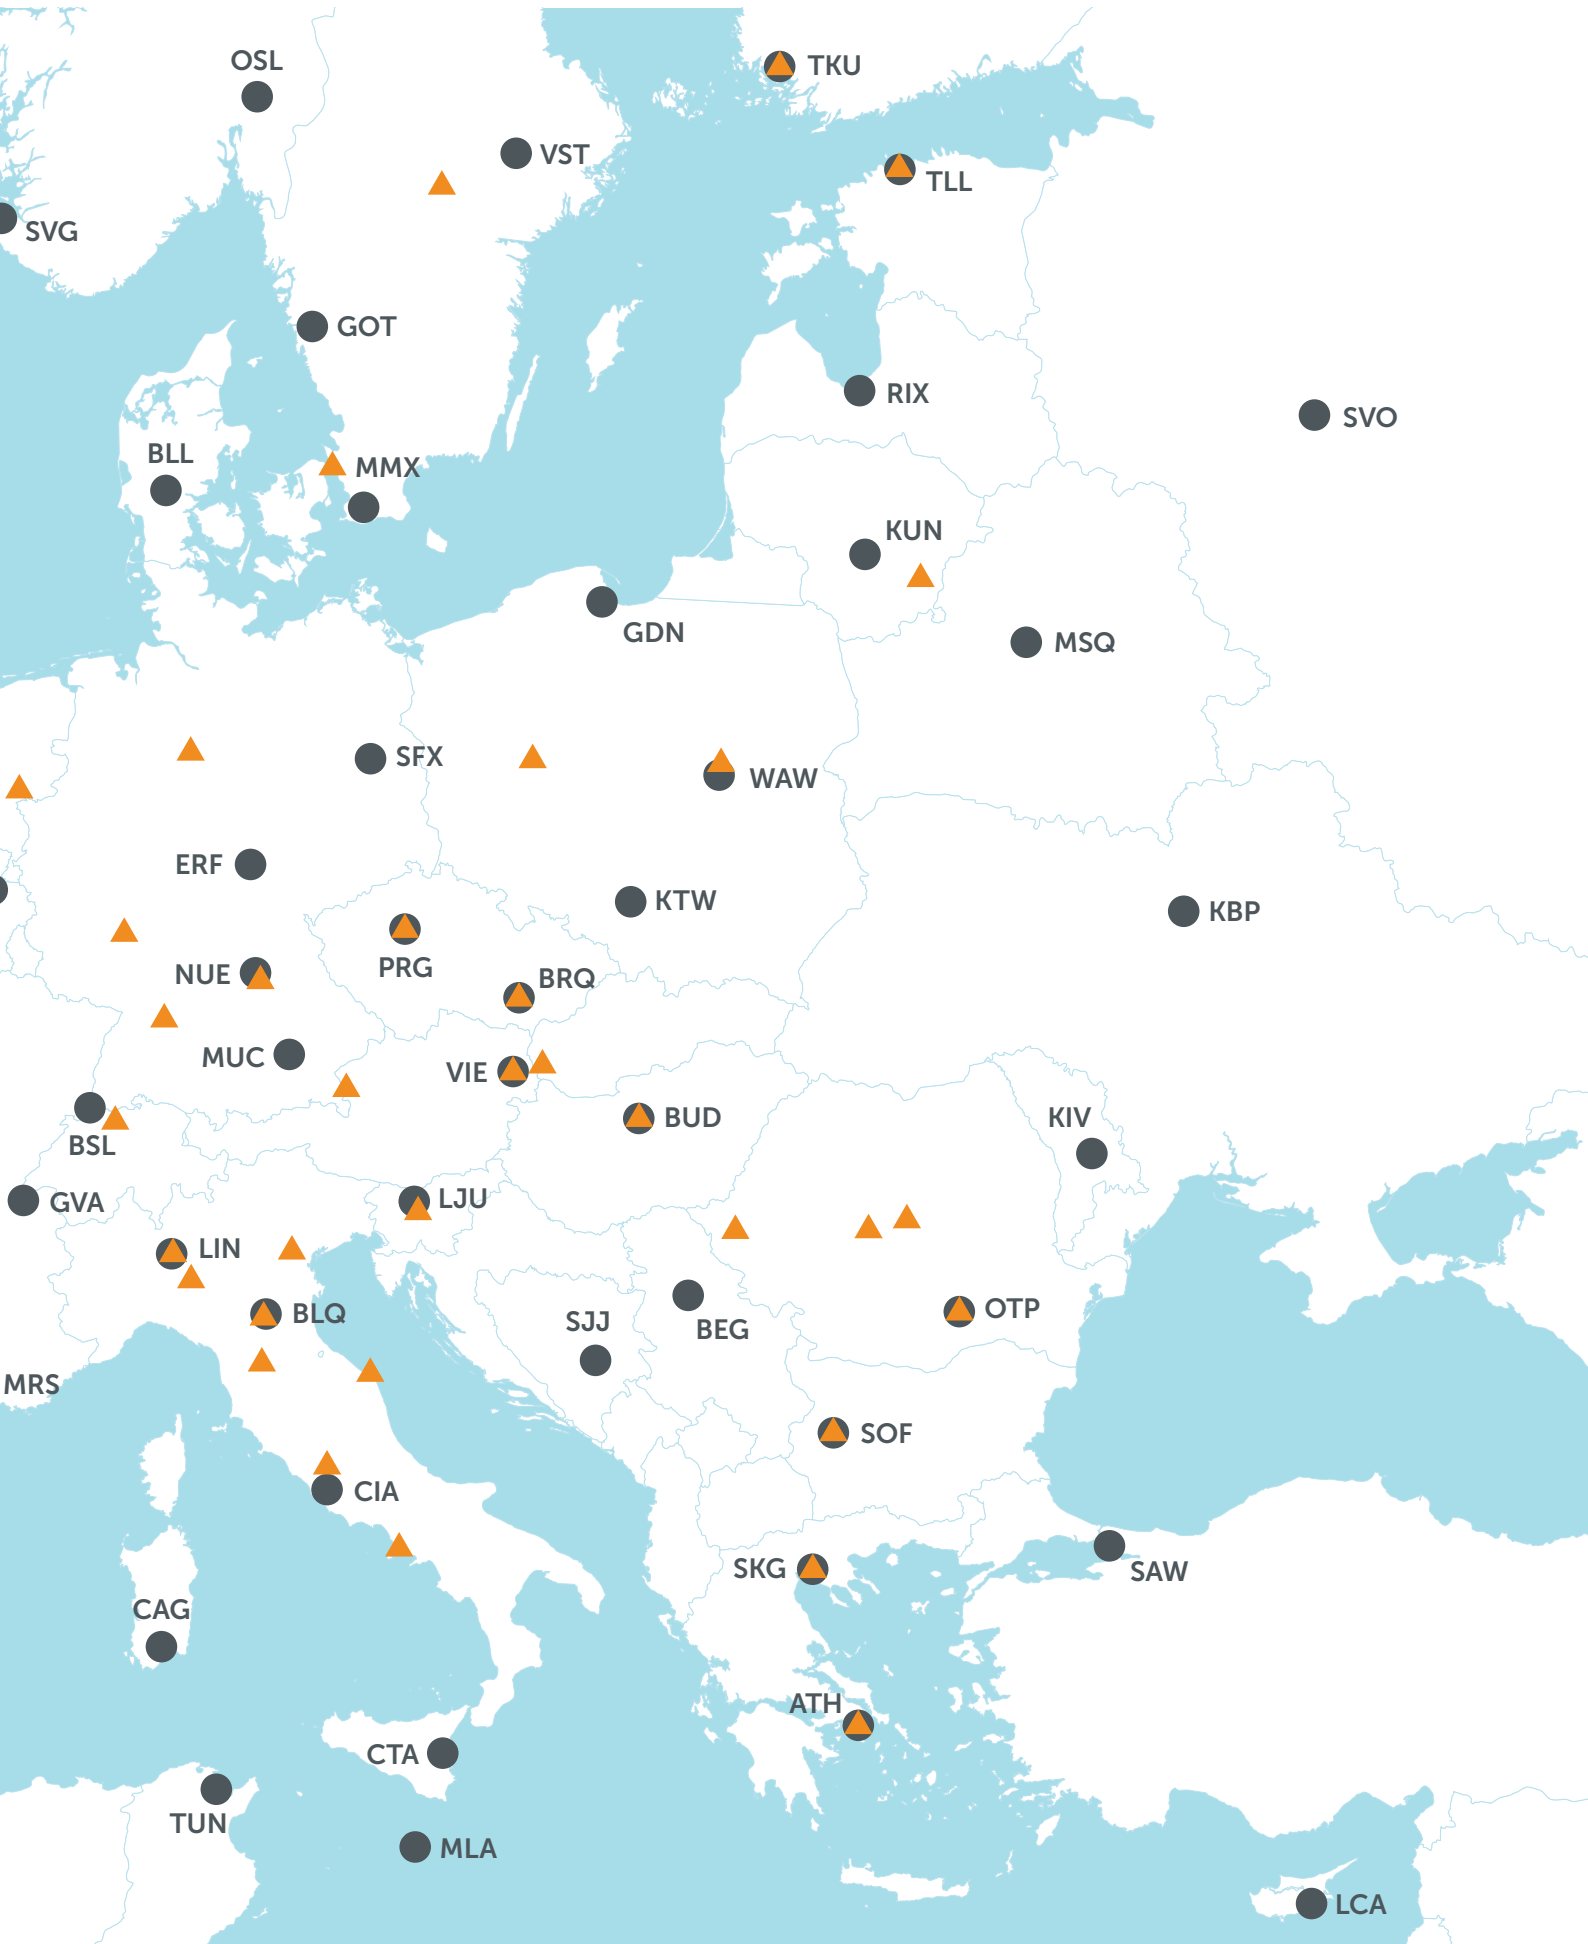 OSL
TKU
VST
TLL
SVG
GOT
RIX
SVO
BLL
MMX
KUN
GDN
MSQ
SFX
WAW
ERF
KTW
KBP
PRG
NUE
BRQ
MUC
VIE
BUD
KIV
BSL
GVA
LJU
LIN
BLQ
OTP
SJJ
BEG
MRS
SOF
CIA
SKG
SAW
CAG
ATH
CTA
TUN
MLA
LCA